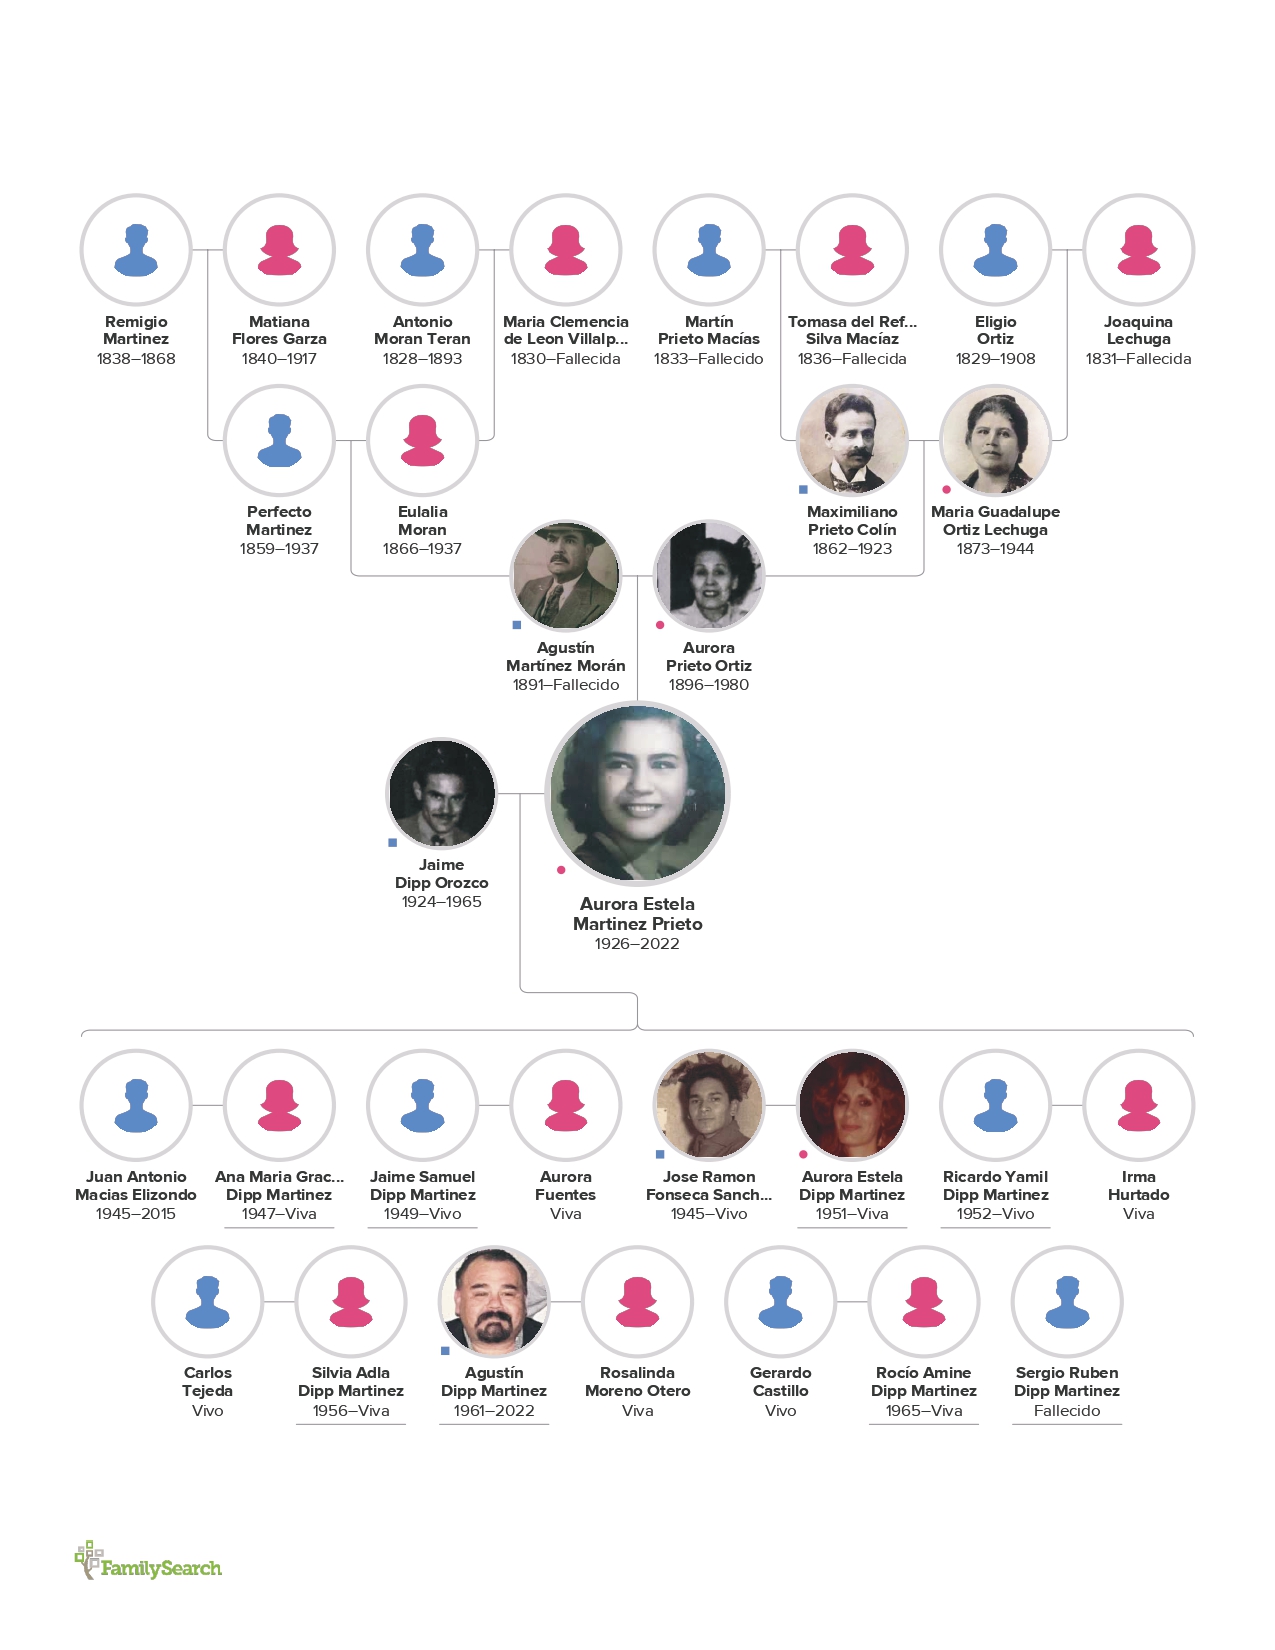 Remigio
Martinez
1838–1868
Matiana
Flores Garza
1840–1917
Antonio
Moran Teran
1828–1893
Maria Clemencia
de Leon Villalp...
1830–Fallecida
Martín
Prieto Macías
1833–Fallecido
Tomasa del Ref...
Silva Macíaz
1836–Fallecida
Eligio
Ortiz
1829–1908
Joaquina
Lechuga
1831–Fallecida
Perfecto
Martinez
1859–1937
Eulalia
Moran
1866–1937
Maximiliano
Prieto Colín
1862–1923
Maria Guadalupe
Ortiz Lechuga
1873–1944
Agustín
Martínez Morán
1891–Fallecido
Aurora
Prieto Ortiz
1896–1980
Jaime
Dipp Orozco
1924–1965
Aurora Estela
Martinez Prieto
1926–2022
Juan Antonio
Macias Elizondo
1945–2015
Ana Maria Grac...
Dipp Martinez
1947–Viva
Jaime Samuel
Dipp Martinez
1949–Vivo
Aurora
Fuentes
Viva
Jose Ramon
Fonseca Sanch...
1945–Vivo
Aurora Estela
Dipp Martinez
1951–Viva
Ricardo Yamil
Dipp Martinez
1952–Vivo
Irma
Hurtado
Viva
Carlos
Tejeda
Vivo
Silvia Adla
Dipp Martinez
1956–Viva
Agustín
Dipp Martinez
1961–2022
Rosalinda
Moreno Otero
Viva
Gerardo
Castillo
Vivo
Rocío Amine
Dipp Martinez
1965–Viva
Sergio Ruben
Dipp Martinez
Fallecido
FamilySearch